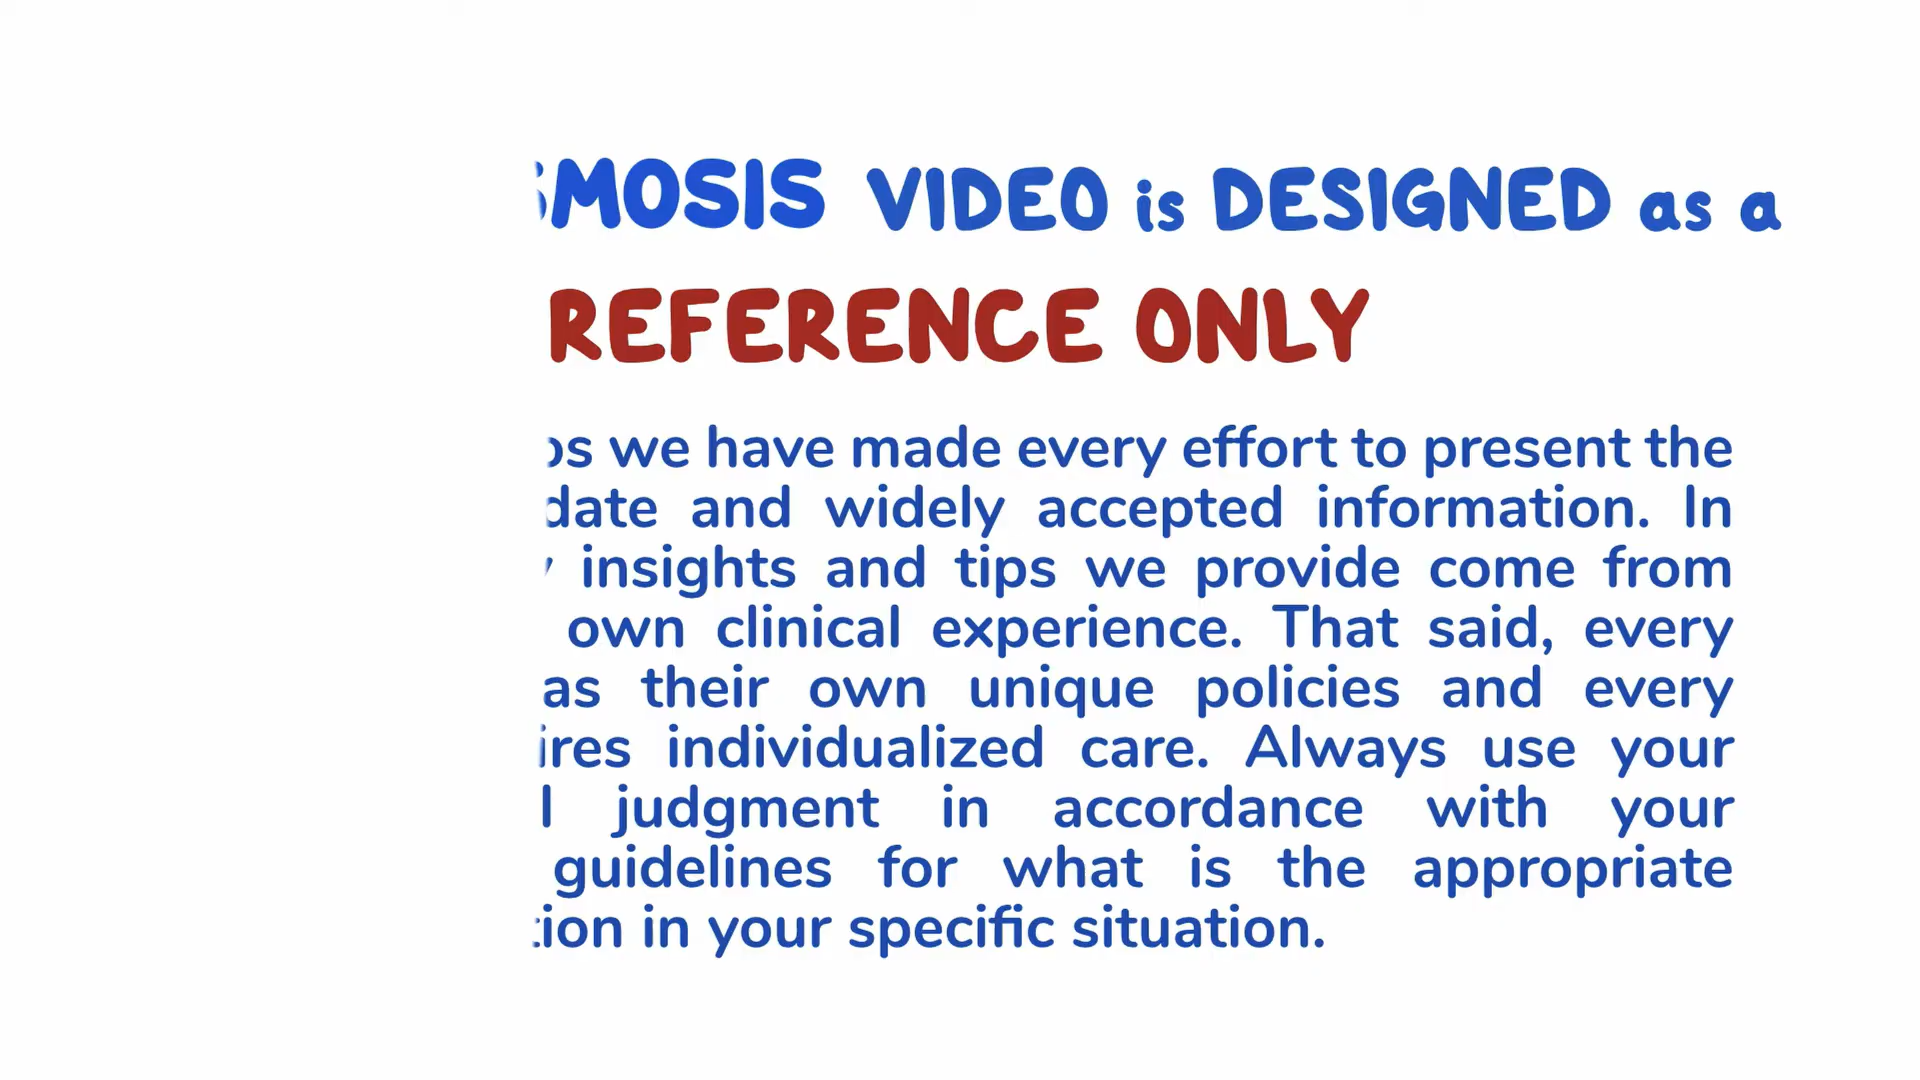 MOSIS VIDEO is DESIGNED as a
REFERENCE ONLY
we have made every effort to present the
date and widely accepted information. In
insights and tips we provide come from
own clinical experience. That said, every
as their own unique policies and every
ires individualized care. Always use your
l judgment in accordance with your
guidelines for what is the appropriate
tion in your specific situation.